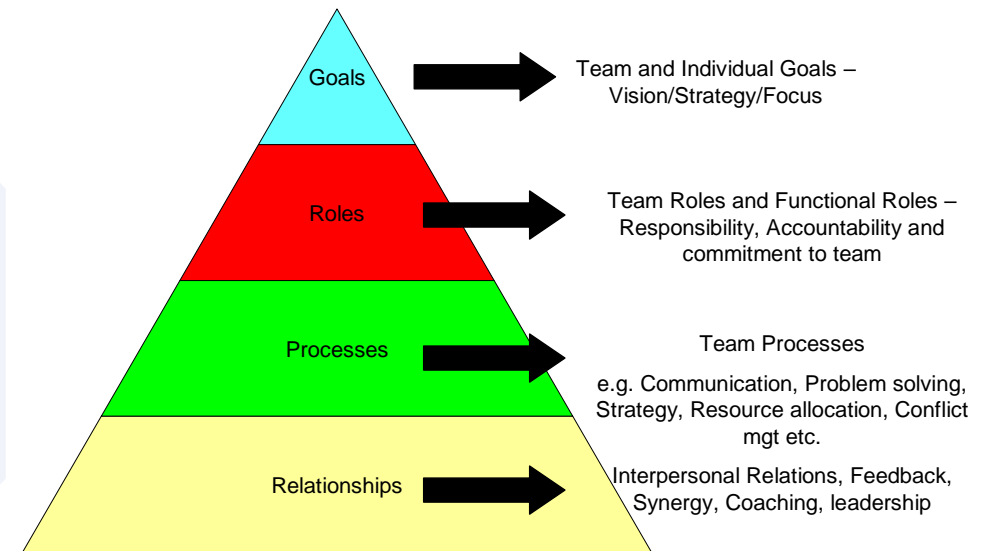 Goals
Team and Individual Goals –
Vision/Strategy/Focus
Roles
Team Roles and Functional Roles –
Responsibility, Accountability and
commitment to team
Processes
Team Processes
e.g. Communication, Problem solving,
Strategy, Resource allocation, Conflict
mgt etc.
Relationships
Interpersonal Relations, Feedback,
Synergy, Coaching, leadership